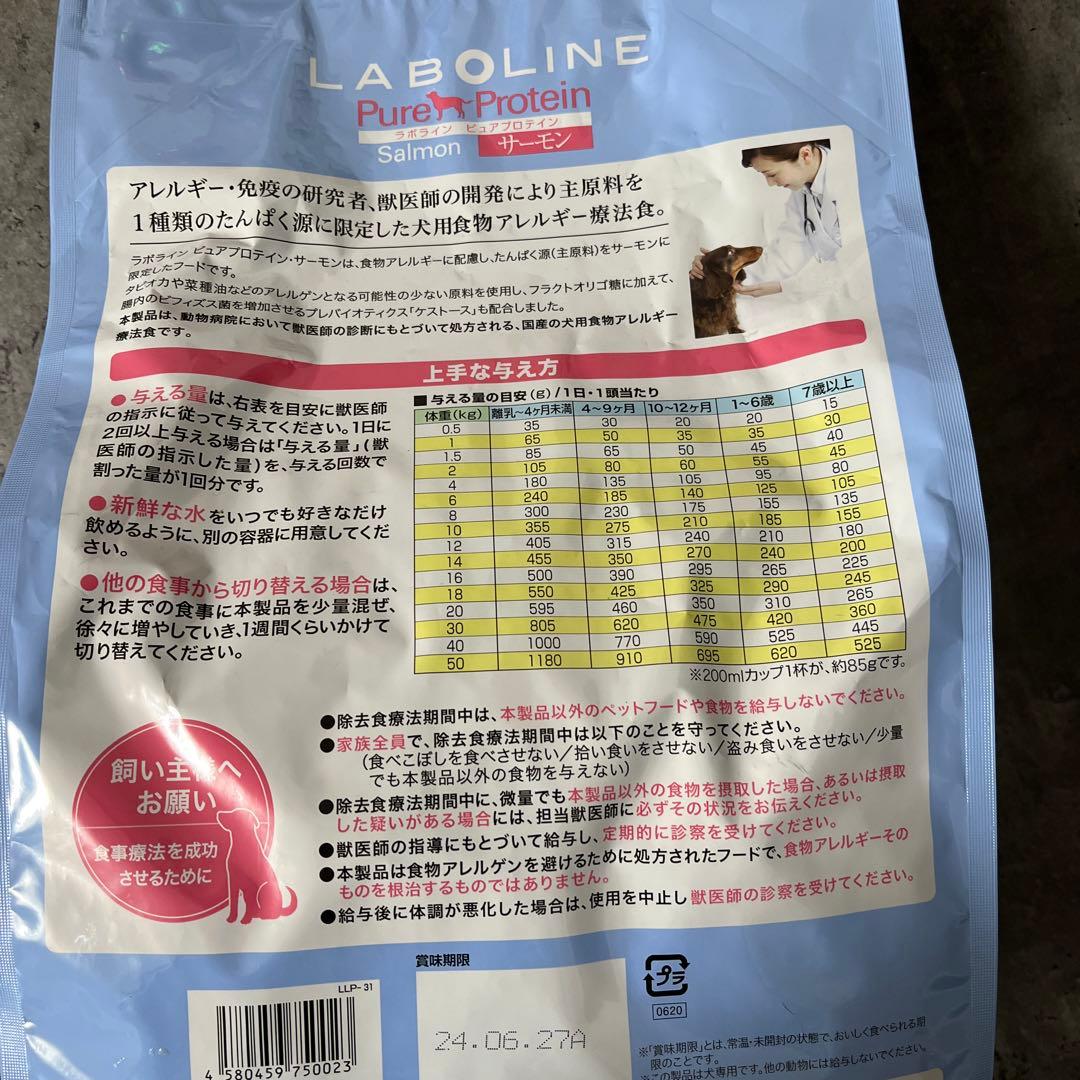 LABOLINE
Pure Protein
ラボライン ピュアプロテイン
Salmon サーモン
アレルギー・免疫の研究者、獣医師の開発により主原料を
1種類のたんぱく源に限定した犬用食物アレルギー療法食。
ラボライン ピュアプロテイン・サーモンは、食物アレルギーに配慮し、たんぱく源(主原料)をサーモンに
限定したフードです。
タピオカや菜種油などのアレルゲンとなる可能性の少ない原料を使用し、フラクトオリゴ糖に加えて、
腸内のビフィズス菌を増加させるプレバイオティクス「ケストース」も配合しました。
本製品は、動物病院において獣医師の診断にもとづいて処方される、国産の犬用食物アレルギー
療法食です。
上手な与え方
●与える量は、右表を目安に獣医師
の指示に従って与えてください。1日に
2回以上与える場合は「与える量」(獣
医師の指示した量)を、与える回数で
割った量が1回分です。
●新鮮な水をいつでも好きなだけ
飲めるように、別の容器に用意してくだ
さい。
●他の食事から切り替える場合は、
これまでの食事に本製品を少量混ぜ、
徐々に増やしていき、1週間くらいかけて
切り替えてください。
■与える量の目安(g)/1日・1頭当たり
体重(kg) 離乳~4ヶ月未満 4~9ヶ月 10~12ヶ月 1~6歳 7歳以上
0.5 35 30 20 20 15
1 65 50 35 35 30
1.5 85 65 50 45 40
2 105 80 60 55 45
4 180 135 105 95 80
6 240 185 140 125 105
8 300 230 175 155 135
10 355 275 210 185 155
12 405 315 240 210 180
14 455 350 270 240 200
16 500 390 295 265 225
18 550 425 325 290 245
20 595 460 350 310 265
30 805 620 475 420 360
40 1000 770 590 525 445
50 1180 910 695 620 525
※200mlカップ1杯が、約85gです。
飼い主様へ
お願い
食事療法を成功
させるために
●除去食療法期間中は、本製品以外のペットフードや食物を給与しないでください。
●家族全員で、除去食療法期間中は以下のことを守ってください。
(食べこぼしを食べさせない/拾い食いをさせない/盗み食いをさせない/少量
でも本製品以外の食物を与えない)
●除去食療法期間中に、微量でも本製品以外の食物を摂取した場合、あるいは摂取
した疑いがある場合には、担当獣医師に必ずその状況をお伝えください。
●獣医師の指導にもとづいて給与し、定期的に診察を受けてください。
●本製品は食物アレルゲンを避けるために処方されたフードで、食物アレルギーその
ものを根治するものではありません。
●給与後に体調が悪化した場合は、使用を中止し獣医師の診察を受けてください。
LLP-31
4 580459 750023
賞味期限
24.06.27A
プラ
0620
※「賞味期限」とは、常温・未開封の状態で、おいしく食べられる期
限のことです。
※この製品は犬専用です。他の動物には給与しないでください。